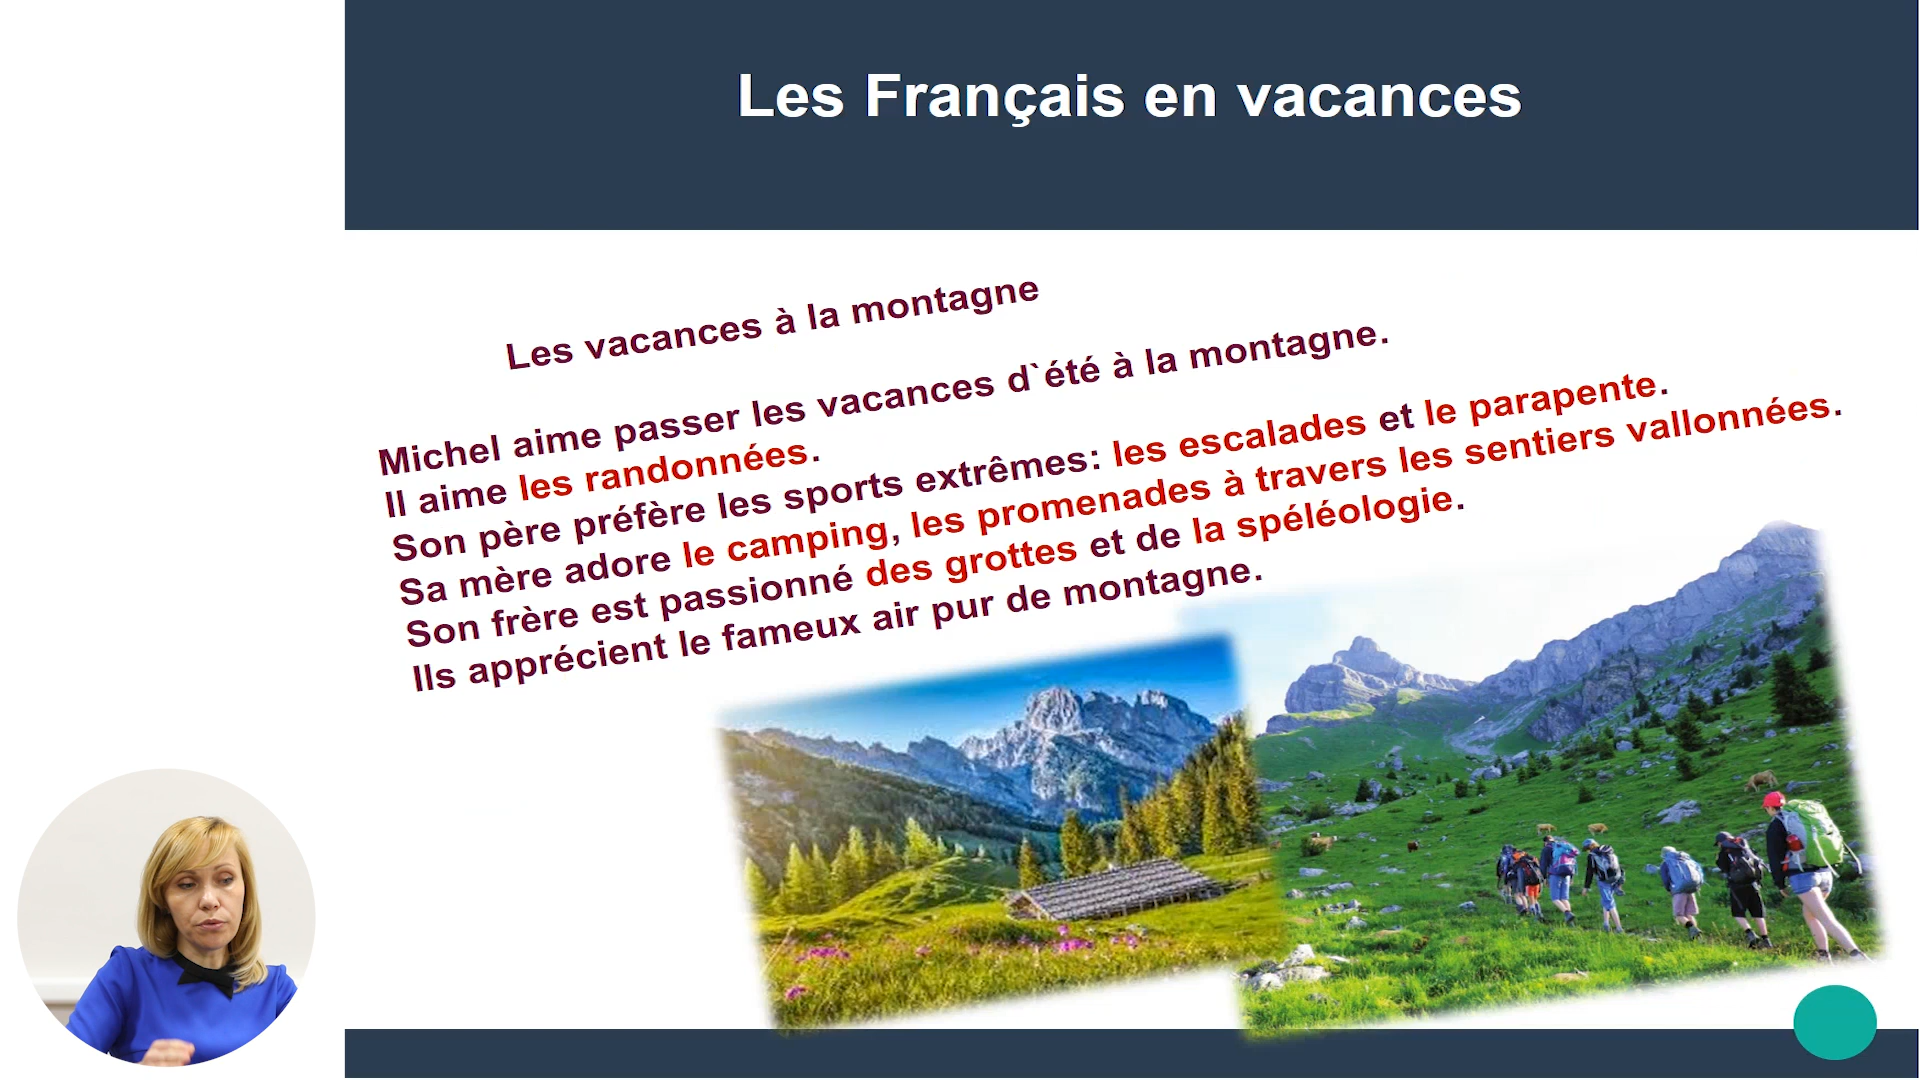 Les Français en vacances
Les vacances à la montagne
Michel aime passer les vacances d`été à la montagne.
Il aime les randonnées.
Son père préfère les sports extrêmes: les escalades et le parapente.
Sa mère adore le camping, les promenades à travers les sentiers vallonnées.
Son frère est passionné des grottes et de la spéléologie.
Ils apprécient le fameux air pur de montagne.